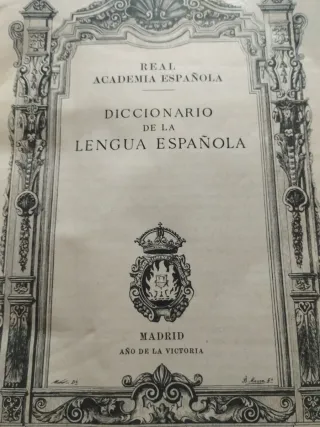 REAL
ACADEMIA ESPAÑOLA
DICCIONARIO
DE LA
LENGUA ESPAÑOLA
MADRID
AÑO DE LA VICTORIA